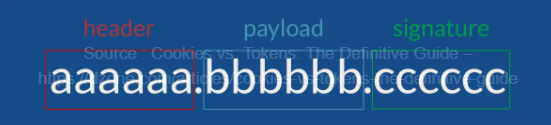 header payload signature
Source : Cookies vs. Tokens: The Definitive Guide –
aaaaaa.bbbbbb.cccccc